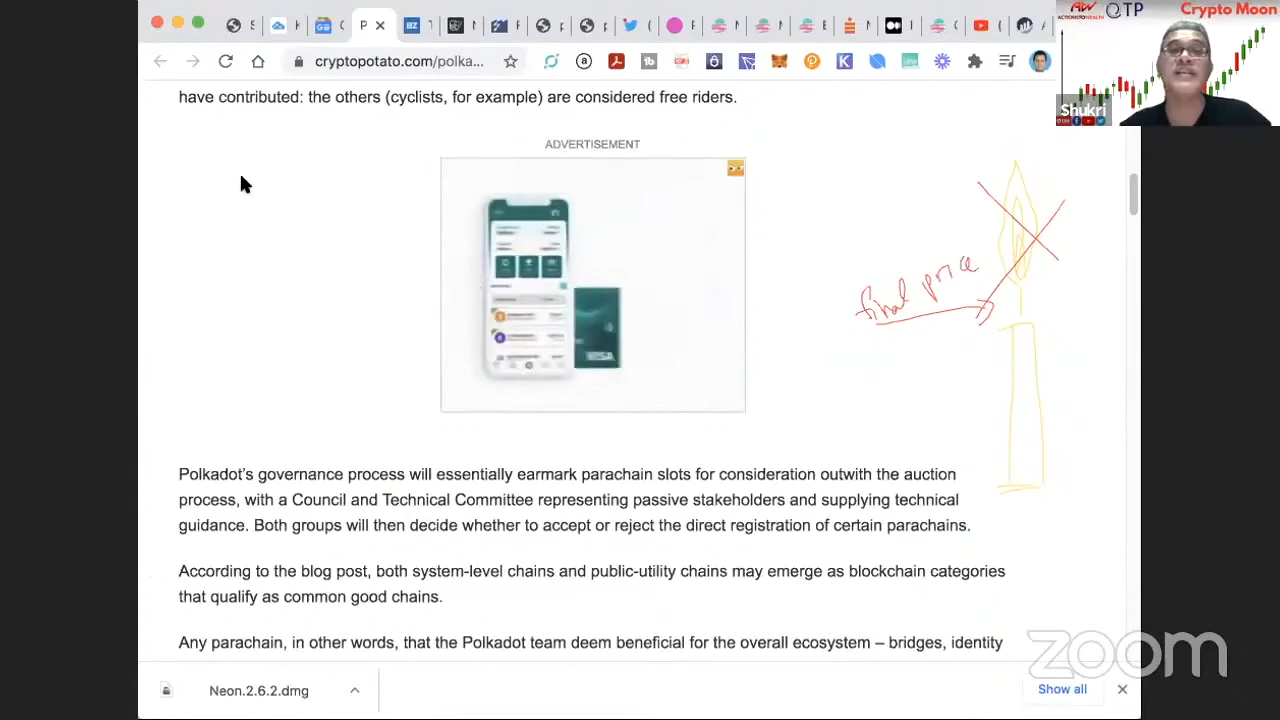 ACTIONSTOWEALTH
QTP
Crypto Moon
cryptopotato.com/polka...
Shukri
have contributed: the others (cyclists, for example) are considered free riders.
ADVERTISEMENT
VISA
final price
Polkadot’s governance process will essentially earmark parachain slots for consideration outwith the auction
process, with a Council and Technical Committee representing passive stakeholders and supplying technical
guidance. Both groups will then decide whether to accept or reject the direct registration of certain parachains.
According to the blog post, both system-level chains and public-utility chains may emerge as blockchain categories
that qualify as common good chains.
Any parachain, in other words, that the Polkadot team deem beneficial for the overall ecosystem – bridges, identity
zoom
Neon.2.6.2.dmg
Show all